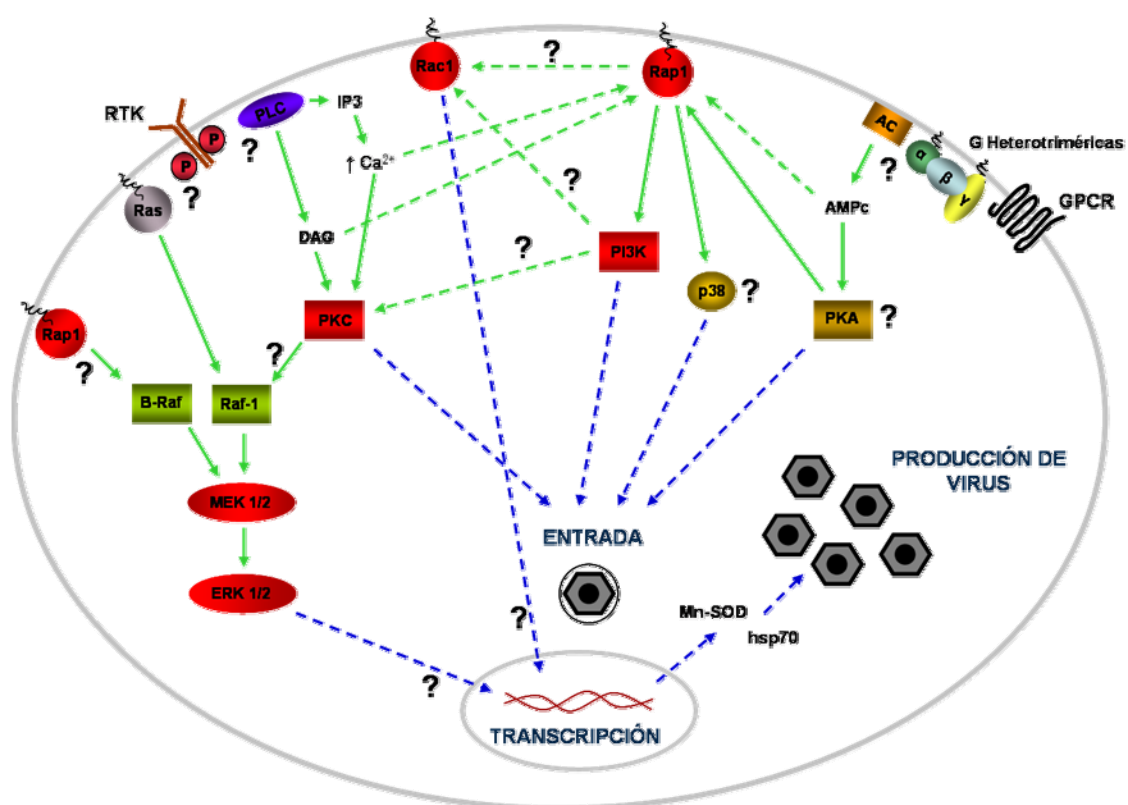 Rac1
?
Rap1
RTK
P
P
?
PLC
IP3
↑ Ca²⁺
AC
?
G Heterotriméricas
α
β
γ
GPCR
?
Ras
DAG
?
?
AMPc
PI3K
p38
?
PKC
PKA
?
Rap1
?
?
B-Raf
Raf-1
MEK 1/2
PRODUCCIÓN DE
VIRUS
ENTRADA
ERK 1/2
?
Mn-SOD
hsp70
?
TRANSCRIPCIÓN